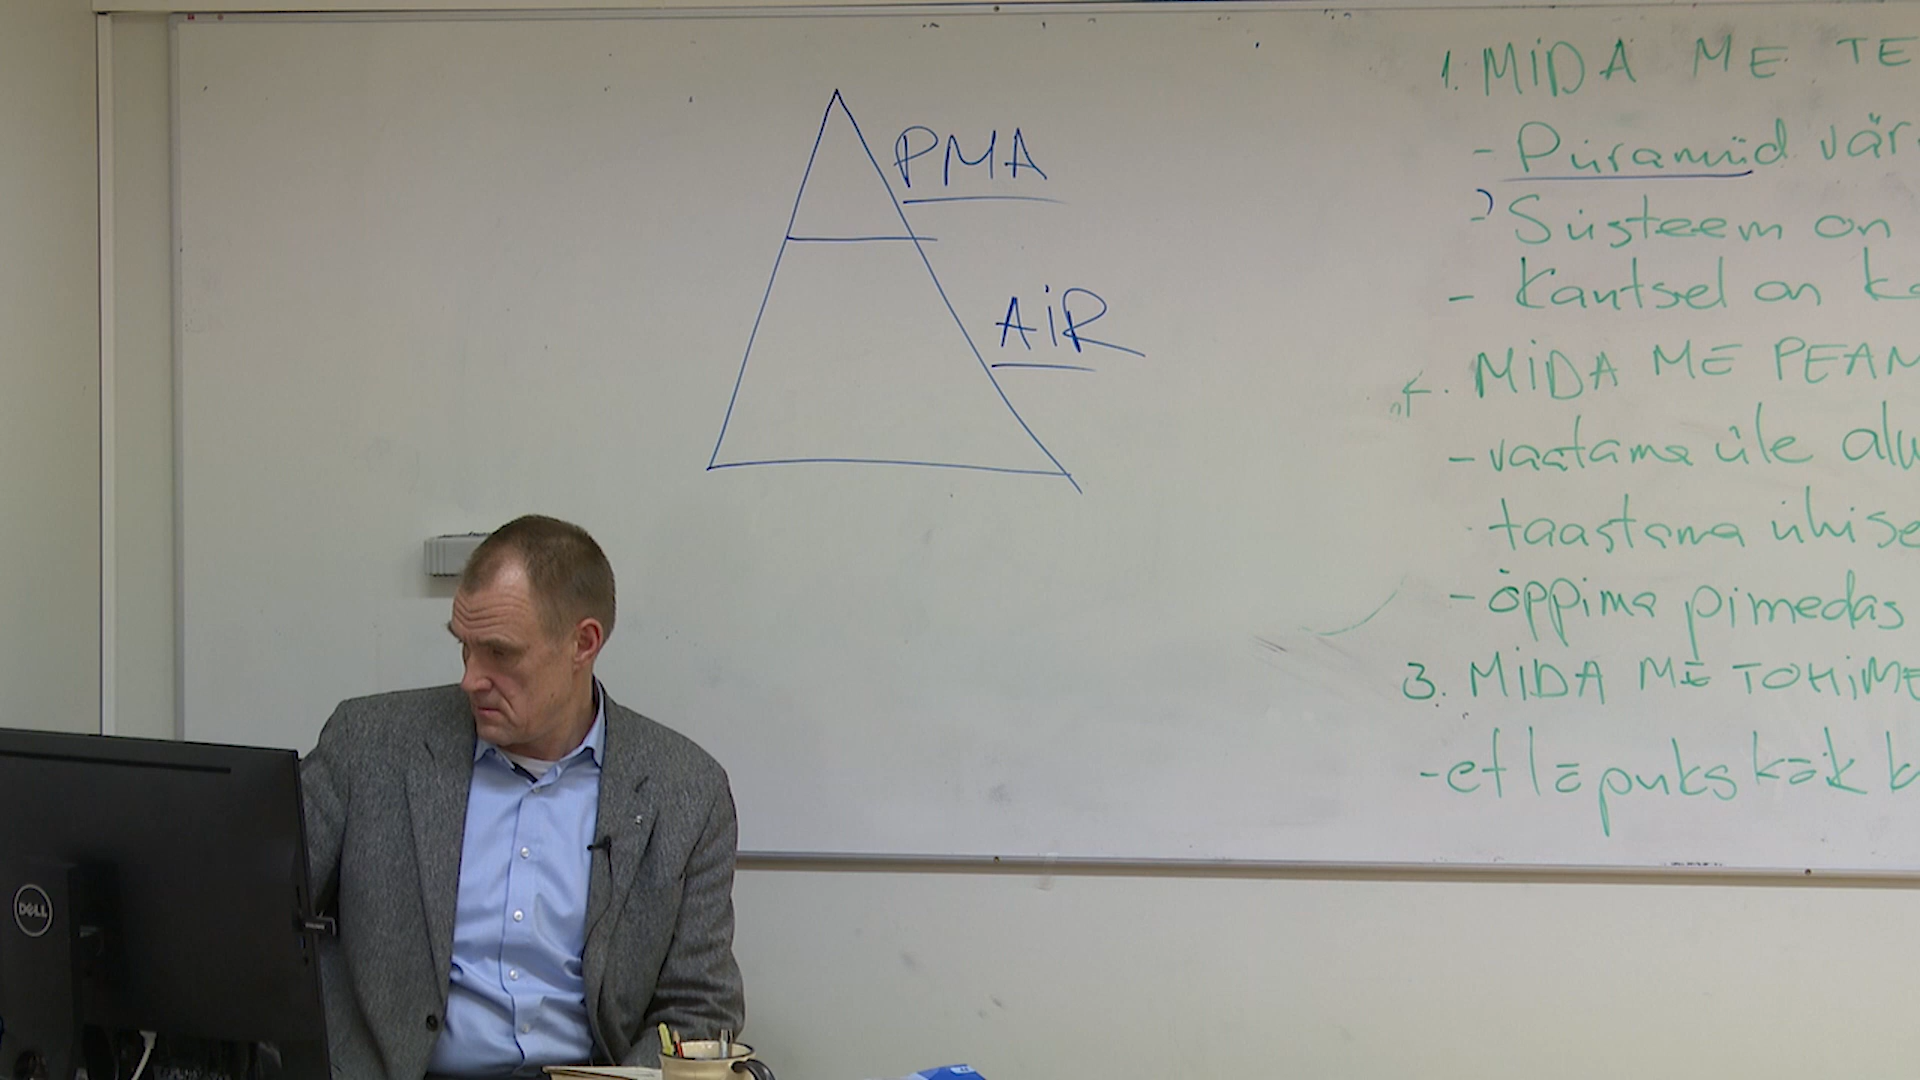 PMA
AiR
1. MiDA ME TE
- Püramiid vär
- Süsteem on
- Kantsel on ka
MiDA ME PEAM
- vaatama üle alu
taastama ühise
- õppima pimedas
3. MiDA ME TOHiME
- et lõpuks kõik k
DELL